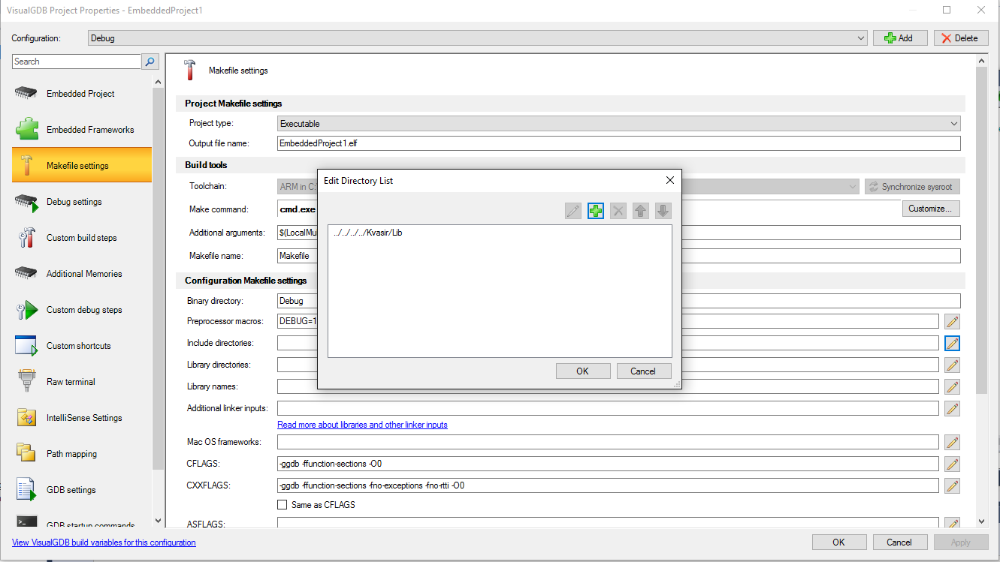 VisualGDB Project Properties - EmbeddedProject1
Configuration:
Debug
Add
Delete
Search
Embedded Project
Embedded Frameworks
Makefile settings
Debug settings
Custom build steps
Additional Memories
Custom debug steps
Custom shortcuts
Raw terminal
IntelliSense Settings
Path mapping
GDB settings
GDB startup commands
Makefile settings
Project Makefile settings
Project type:
Executable
Output file name:
EmbeddedProject1.elf
Build tools
Toolchain:
ARM in C:
Synchronize sysroot
Make command:
cmd.exe
Customize...
Additional arguments:
$(LocalMu
Makefile name:
Makefile
Configuration Makefile settings
Binary directory:
Debug
Preprocessor macros:
DEBUG=1
Include directories:
Library directories:
Library names:
Additional linker inputs:
Read more about libraries and other linker inputs
Mac OS frameworks:
CFLAGS:
-ggdb -ffunction-sections -O0
CXXFLAGS:
-ggdb -ffunction-sections -fno-exceptions -fno-rtti -O0
Same as CFLAGS
ASFLAGS:
Edit Directory List
../../../../Kvasir/Lib
OK
Cancel
View VisualGDB build variables for this configuration
OK
Cancel
Apply